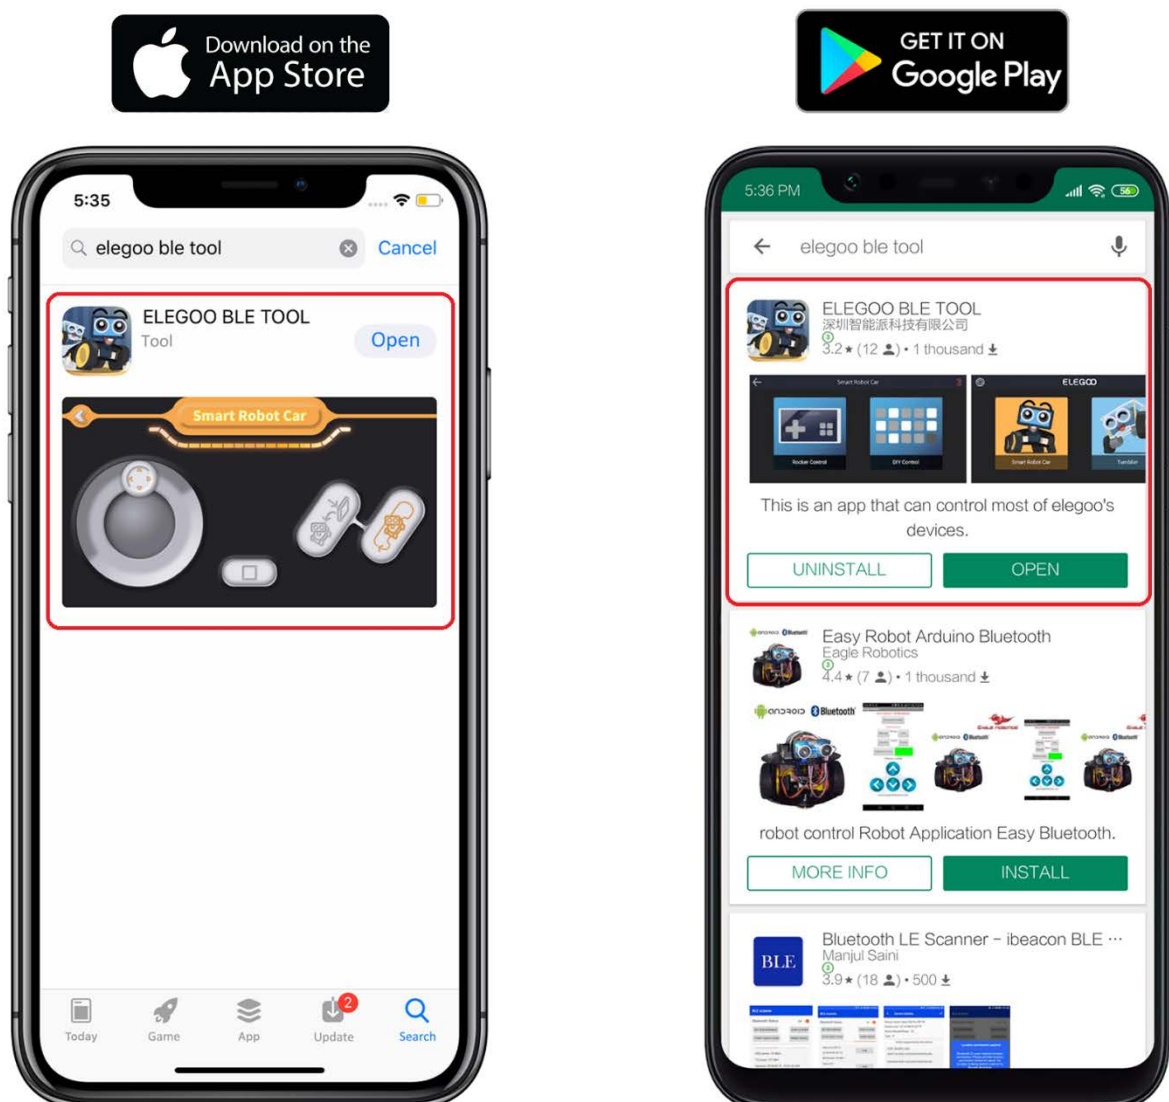 Download on the
App Store
GET IT ON
Google Play
5:35
elegoo ble tool
Cancel
ELEGOO BLE TOOL
Tool
Open
Smart Robot Car
Today
Game
App
2
Update
Search
5:36 PM
56
elegoo ble tool
ELEGOO BLE TOOL
深圳智能派科技有限公司
3.2★ (12 ) • 1 thousand
Smart Robot Car
Rocker Control
DIY Control
ELEGOO
Smart Robot Car
Tumbller
This is an app that can control most of elegoo's
devices.
UNINSTALL
OPEN
Easy Robot Arduino Bluetooth
Eagle Robotics
4.4★ (7 ) • 1 thousand
ANDROID Bluetooth
robot control Robot Application Easy Bluetooth.
MORE INFO
INSTALL
BLE
Bluetooth LE Scanner – ibeacon BLE ···
Manjul Saini
3.9★ (18 ) • 500